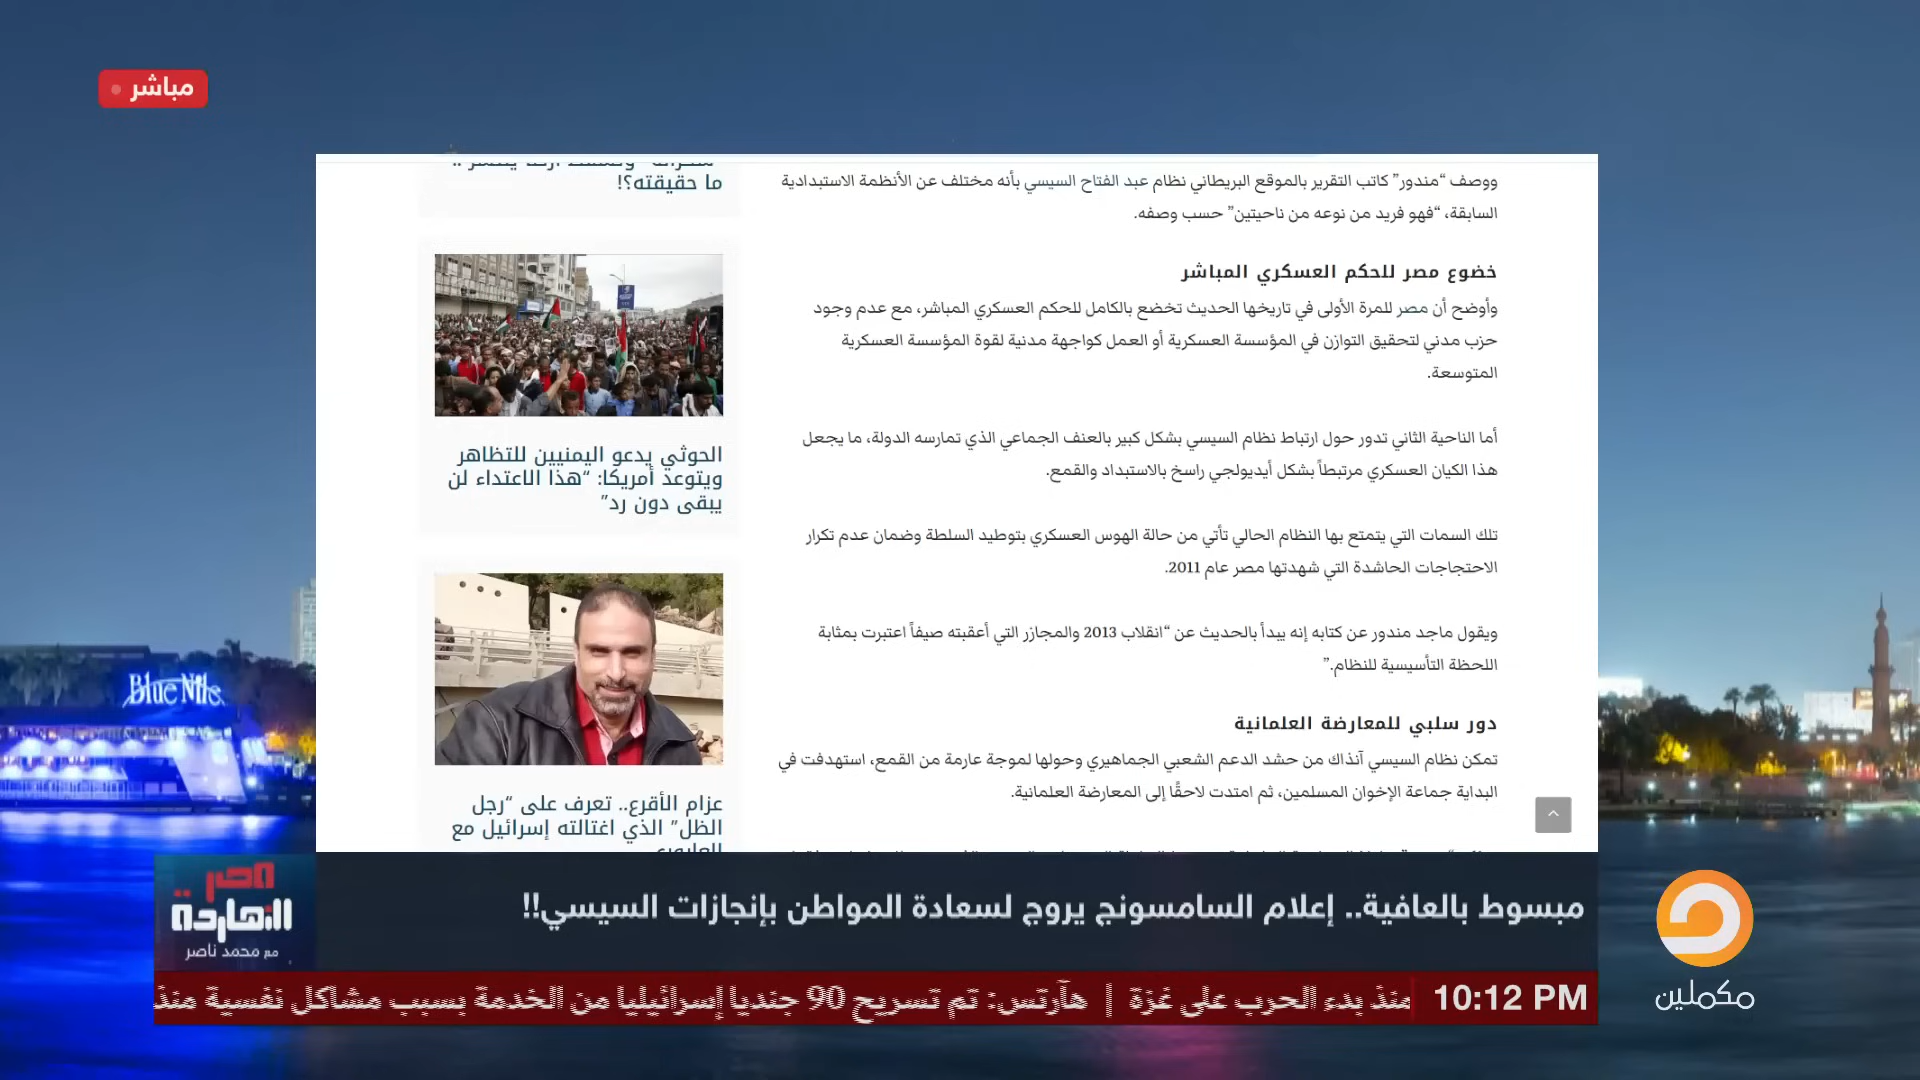 مباشر
ووصف “مندور” كاتب التقرير بالموقع البريطاني نظام عبد الفتاح السيسي بأنه مختلف عن الأنظمة الاستبدادية
السابقة، “فهو فريد من نوعه من ناحيتين” حسب وصفه.
خضوع مصر للحكم العسكري المباشر
وأوضح أن مصر للمرة الأولى في تاريخها الحديث تخضع بالكامل للحكم العسكري المباشر، مع عدم وجود
حزب مدني لتحقيق التوازن في المؤسسة العسكرية أو العمل كواجهة مدنية لقوة المؤسسة العسكرية
المتوسعة.
أما الناحية الثاني تدور حول ارتباط نظام السيسي بشكل كبير بالعنف الجماعي الذي تمارسه الدولة، ما يجعل
هذا الكيان العسكري مرتبطاً بشكل أيديولجي راسخ بالاستبداد والقمع.
تلك السمات التي يتمتع بها النظام الحالي تأتي من حالة الهوس العسكري بتوطيد السلطة وضمان عدم تكرار
الاحتجاجات الحاشدة التي شهدتها مصر عام 2011.
ويقول ماجد مندور عن كتابه إنه يبدأ بالحديث عن “انقلاب 2013 والمجازر التي أعقبته صيفاً اعتبرت بمثابة
اللحظة التأسيسية للنظام.”
دور سلبي للمعارضة العلمانية
تمكن نظام السيسي آنذاك من حشد الدعم الشعبي الجماهيري وحولها لموجة عارمة من القمع، استهدفت في
البداية جماعة الإخوان المسلمين، ثم امتدت لاحقًا إلى المعارضة العلمانية.
ما حقيقته؟!
الحوثي يدعو اليمنيين للتظاهر
ويتوعد أمريكا: “هذا الاعتداء لن
يبقى دون رد”
عزام الأقرع.. تعرف على “رجل
الظل” الذي اغتالته إسرائيل مع
Blue Nile
مصر
النهاردة
مع محمد ناصر
مبسوط بالعافية.. إعلام السامسونج يروج لسعادة المواطن بإنجازات السيسي!!
10:12 PM
منذ بدء الحرب على غزة | هآرتس: تم تسريح 90 جنديا إسرائيليا من الخدمة بسبب مشاكل نفسية منذ
مكملين